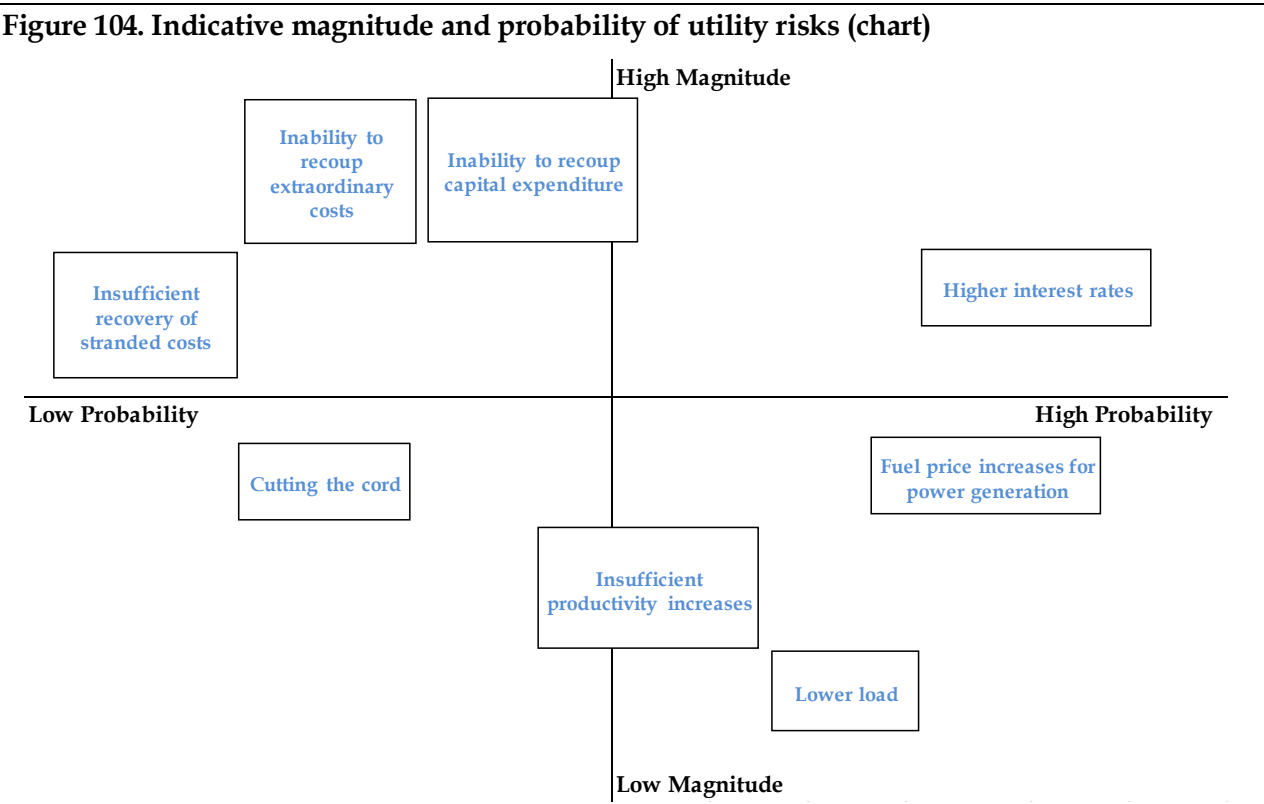 Figure 104. Indicative magnitude and probability of utility risks (chart)
High Magnitude
Inability to
recoup
extraordinary
costs
Inability to recoup
capital expenditure
Insufficient
recovery of
stranded costs
Higher interest rates
Low Probability
High Probability
Cutting the cord
Fuel price increases for
power generation
Insufficient
productivity increases
Lower load
Low Magnitude